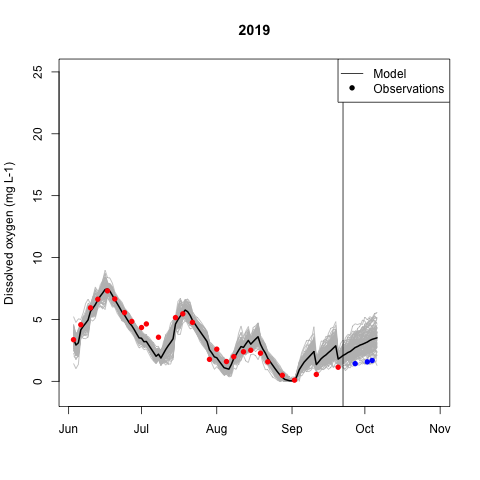 2019
Model
Observations
Dissolved oxygen (mg L-1)
25
20
15
10
5
0
Jun Jul Aug Sep Oct Nov